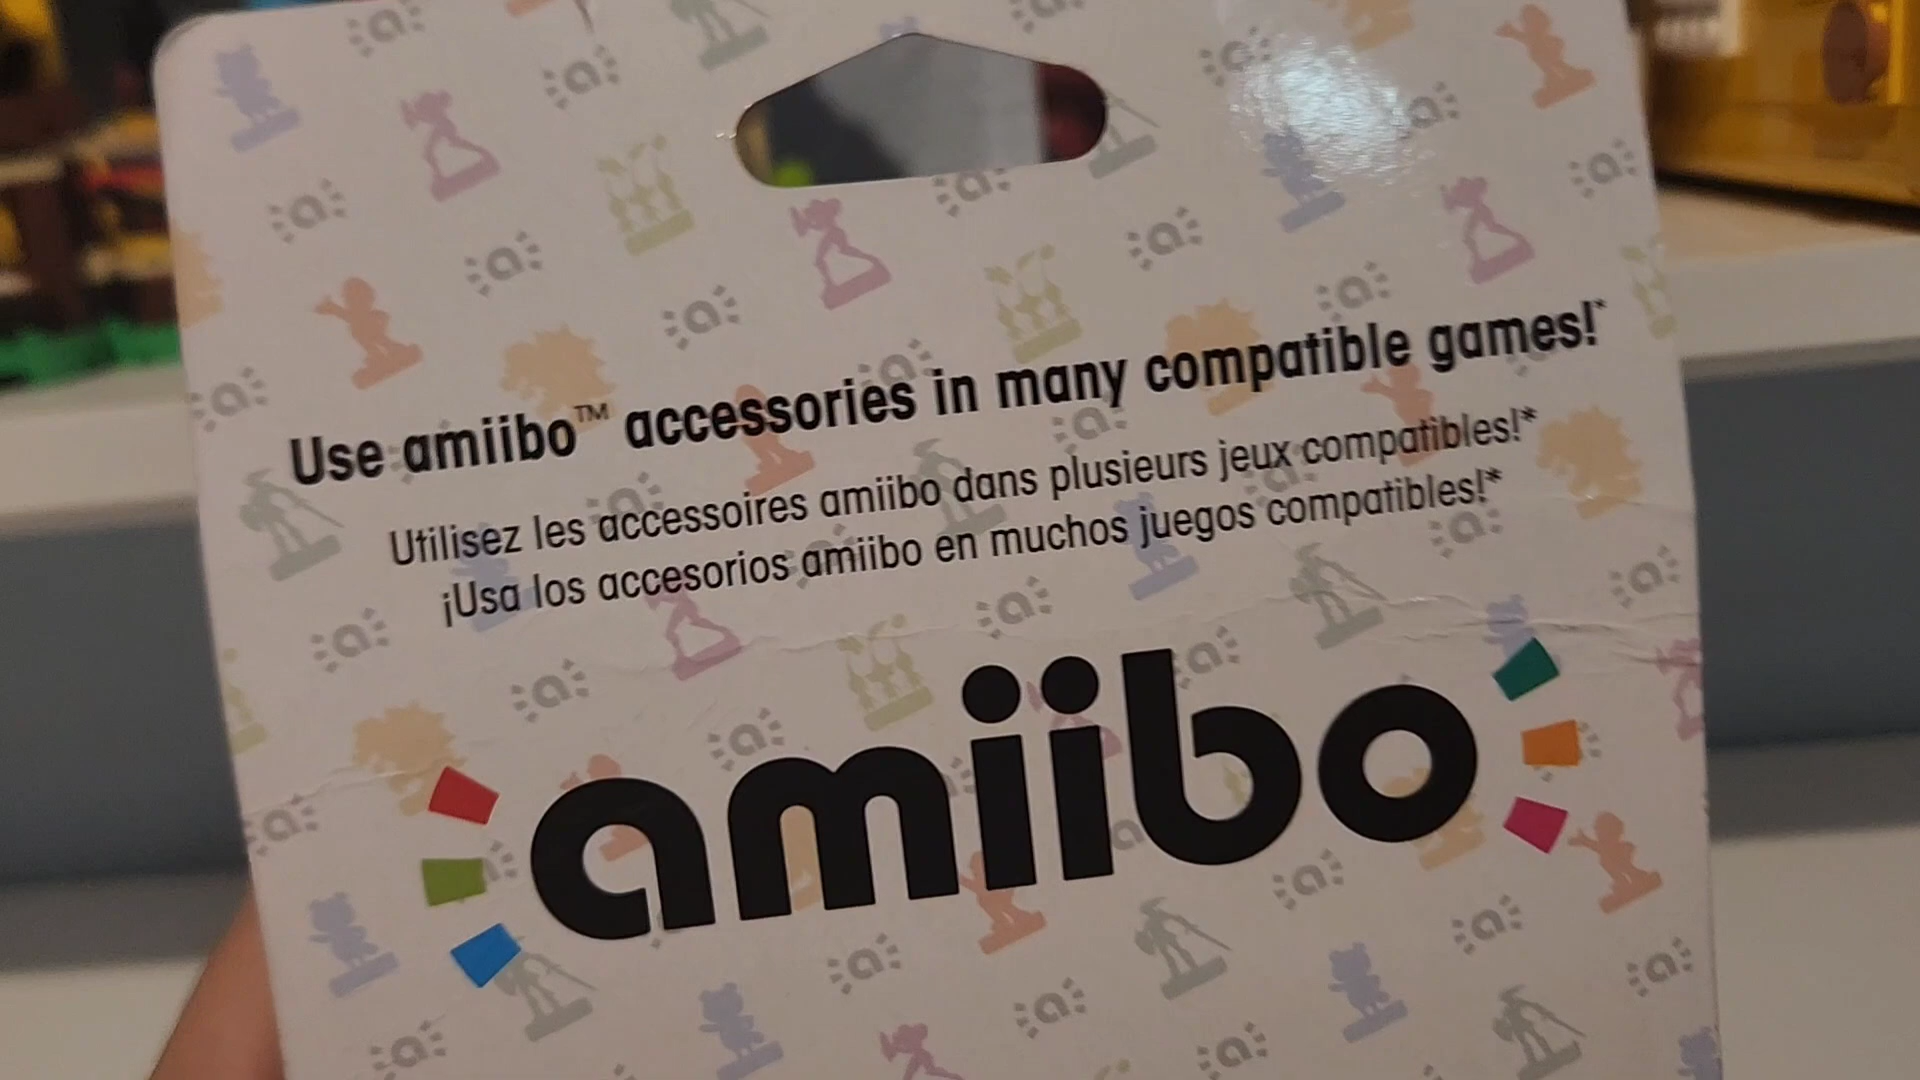 Use amiibo™ accessories in many compatible games!*
Utilisez les accessoires amiibo dans plusieurs jeux compatibles!*
¡Usa los accesorios amiibo en muchos juegos compatibles!*
amiibo